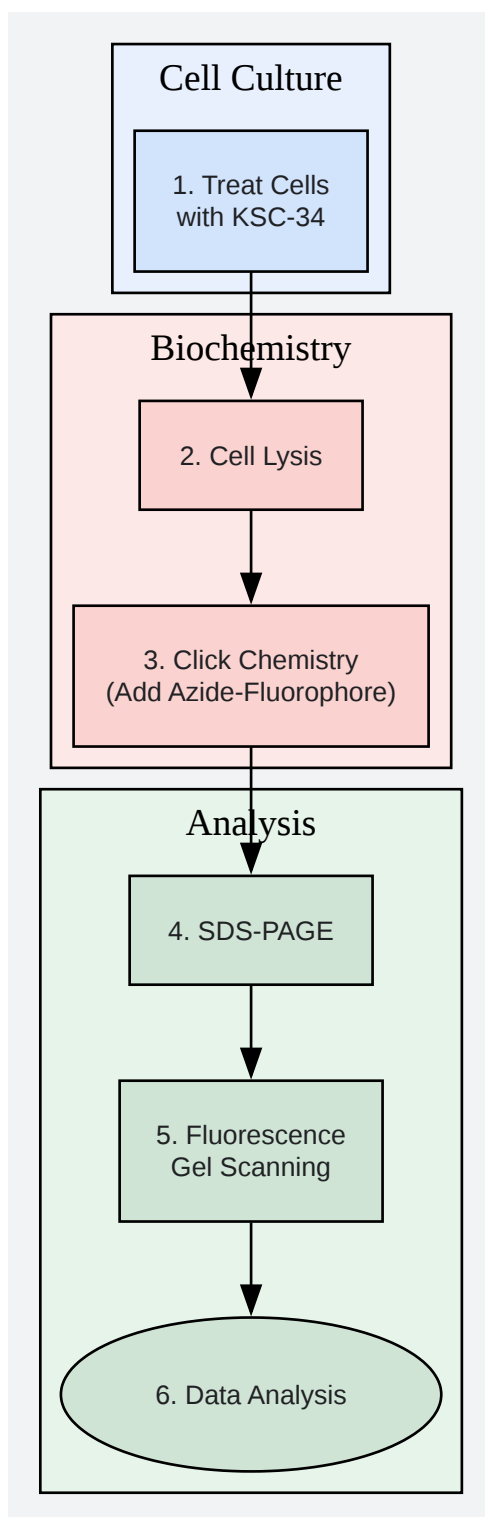 Cell Culture
1. Treat Cells
with KSC-34
Biochemistry
2. Cell Lysis
3. Click Chemistry
(Add Azide-Fluorophore)
Analysis
4. SDS-PAGE
5. Fluorescence
Gel Scanning
6. Data Analysis